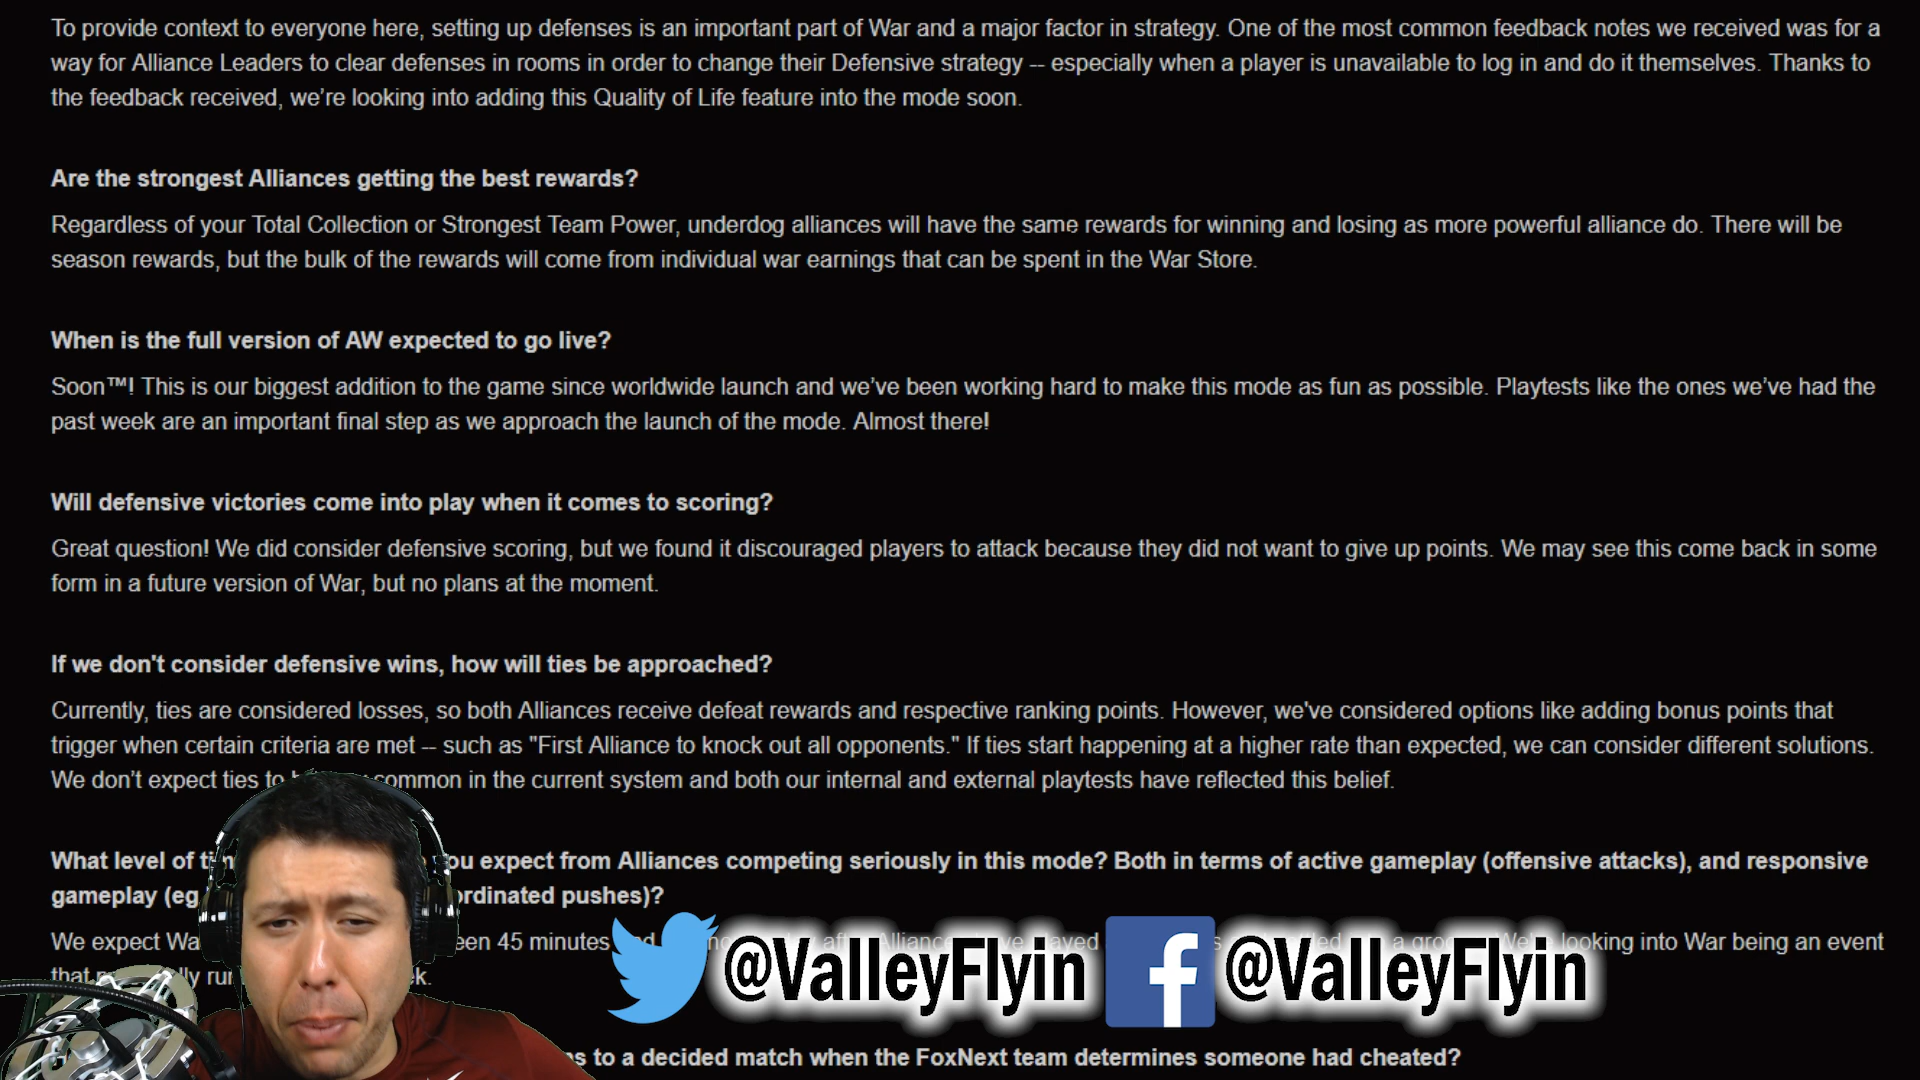 To provide context to everyone here, setting up defenses is an important part of War and a major factor in strategy. One of the most common feedback notes we received was for a
way for Alliance Leaders to clear defenses in rooms in order to change their Defensive strategy -- especially when a player is unavailable to log in and do it themselves. Thanks to
the feedback received, we’re looking into adding this Quality of Life feature into the mode soon.
Are the strongest Alliances getting the best rewards?
Regardless of your Total Collection or Strongest Team Power, underdog alliances will have the same rewards for winning and losing as more powerful alliance do. There will be
season rewards, but the bulk of the rewards will come from individual war earnings that can be spent in the War Store.
When is the full version of AW expected to go live?
Soon™! This is our biggest addition to the game since worldwide launch and we’ve been working hard to make this mode as fun as possible. Playtests like the ones we’ve had the
past week are an important final step as we approach the launch of the mode. Almost there!
Will defensive victories come into play when it comes to scoring?
Great question! We did consider defensive scoring, but we found it discouraged players to attack because they did not want to give up points. We may see this come back in some
form in a future version of War, but no plans at the moment.
If we don't consider defensive wins, how will ties be approached?
Currently, ties are considered losses, so both Alliances receive defeat rewards and respective ranking points. However, we've considered options like adding bonus points that
trigger when certain criteria are met -- such as "First Alliance to knock out all opponents." If ties start happening at a higher rate than expected, we can consider different solutions.
We don’t expect ties to common in the current system and both our internal and external playtests have reflected this belief.
What level of you expect from Alliances competing seriously in this mode? Both in terms of active gameplay (offensive attacks), and responsive
gameplay (eg. pushes)?
We expect 45 minutes looking into War being an event
that
@ValleyFlyin @ValleyFlyin
to a decided match when the FoxNext team determines someone had cheated?